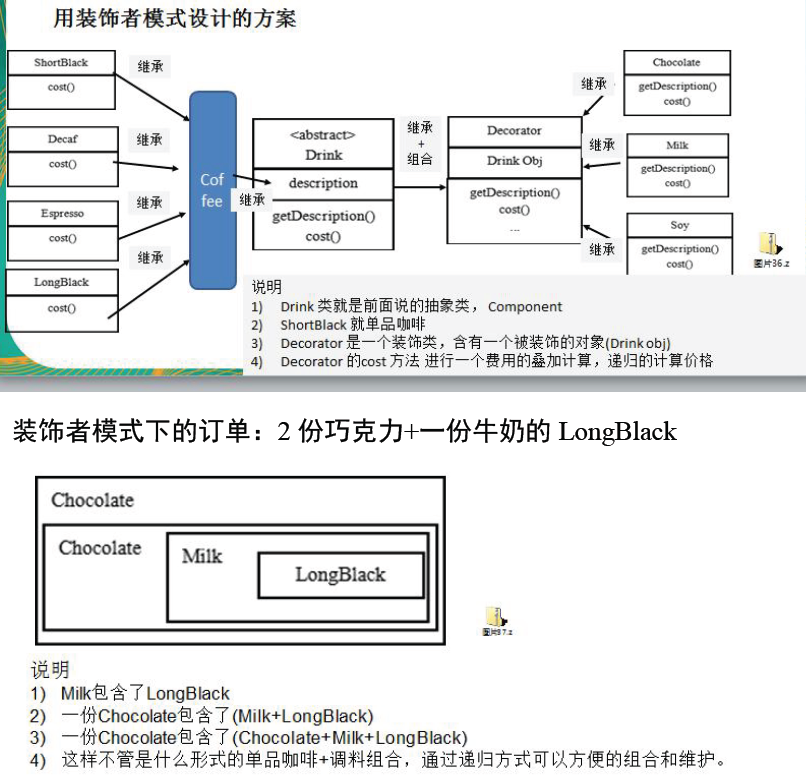 用装饰者模式设计的方案
ShortBlack
cost()
继承
Decaf
cost()
继承
Espresso
cost()
继承
LongBlack
cost()
继承
Cof
fee
继承
<abstract>
Drink
description
getDescription()
cost()
继承
+
组合
Decorator
Drink Obj
getDescription()
cost()
...
继承
Chocolate
getDescription()
cost()
继承
Milk
getDescription()
cost()
继承
Soy
getDescription()
cost()
图片36.z
说明
1) Drink 类就是前面说的抽象类， Component
2) ShortBlack 就单品咖啡
3) Decorator 是一个装饰类，含有一个被装饰的对象(Drink obj)
4) Decorator 的cost 方法 进行一个费用的叠加计算，递归的计算价格
装饰者模式下的订单：2 份巧克力+一份牛奶的 LongBlack
Chocolate
Chocolate
Milk
LongBlack
图片37.z
说明
1) Milk包含了LongBlack
2) 一份Chocolate包含了(Milk+LongBlack)
3) 一份Chocolate包含了(Chocolate+Milk+LongBlack)
4) 这样不管是什么形式的单品咖啡+调料组合，通过递归方式可以方便的组合和维护。